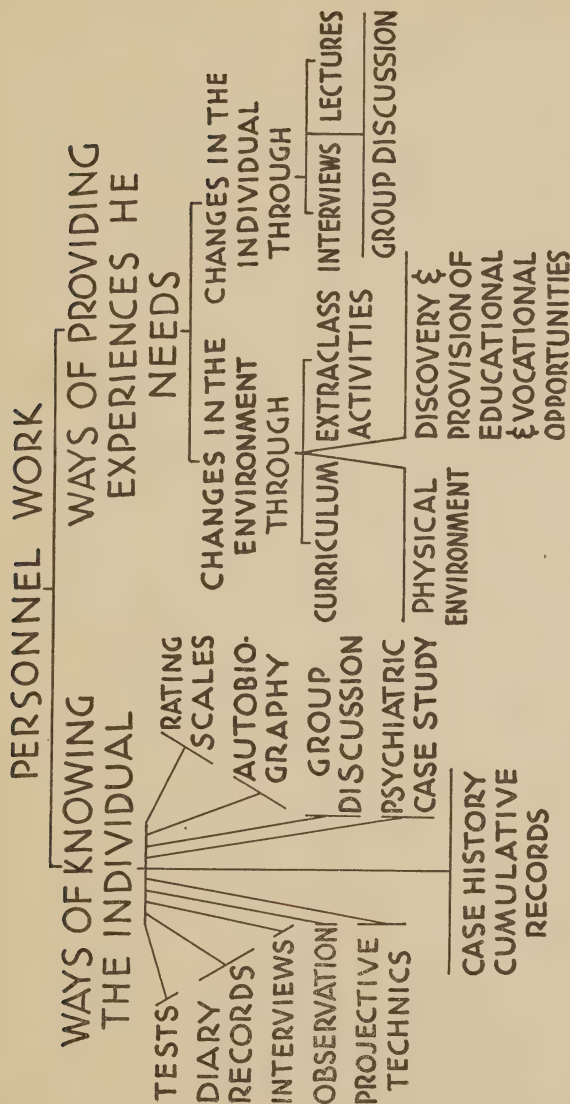 PERSONNEL WORK
WAYS OF KNOWING
THE INDIVIDUAL
TESTS
DIARY
RECORDS
INTERVIEWS
OBSERVATION
PROJECTIVE
TECHNICS
RATING
SCALES
AUTOBIO-
GRAPHY
GROUP
DISCUSSION
PSYCHIATRIC
CASE STUDY
CASE HISTORY
CUMULATIVE
RECORDS
WAYS OF PROVIDING
EXPERIENCES HE
NEEDS
CHANGES IN THE
ENVIRONMENT
THROUGH
CURRICULUM
EXTRACLASS
ACTIVITIES
PHYSICAL
ENVIRONMENT
DISCOVERY &
PROVISION OF
EDUCATIONAL
& VOCATIONAL
OPPORTUNITIES
CHANGES IN THE
INDIVIDUAL
THROUGH
INTERVIEWS
LECTURES
GROUP DISCUSSION